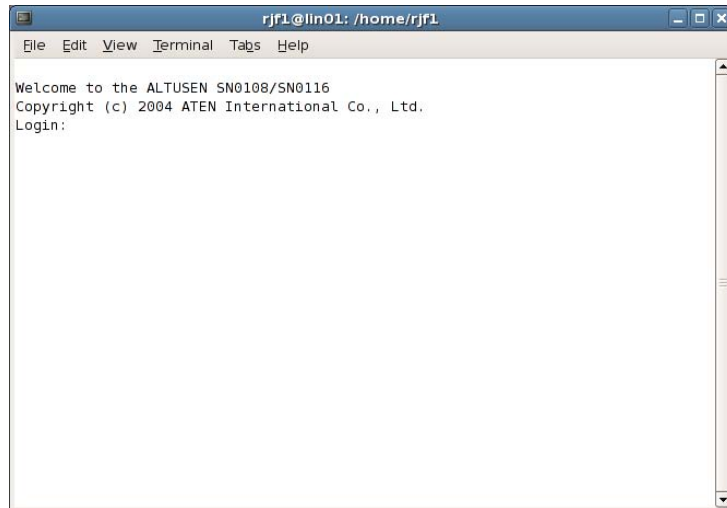 rjf1@lin01: /home/rjf1
File Edit View Terminal Tabs Help
Welcome to the ALTUSEN SN0108/SN0116
Copyright (c) 2004 ATEN International Co., Ltd.
Login: